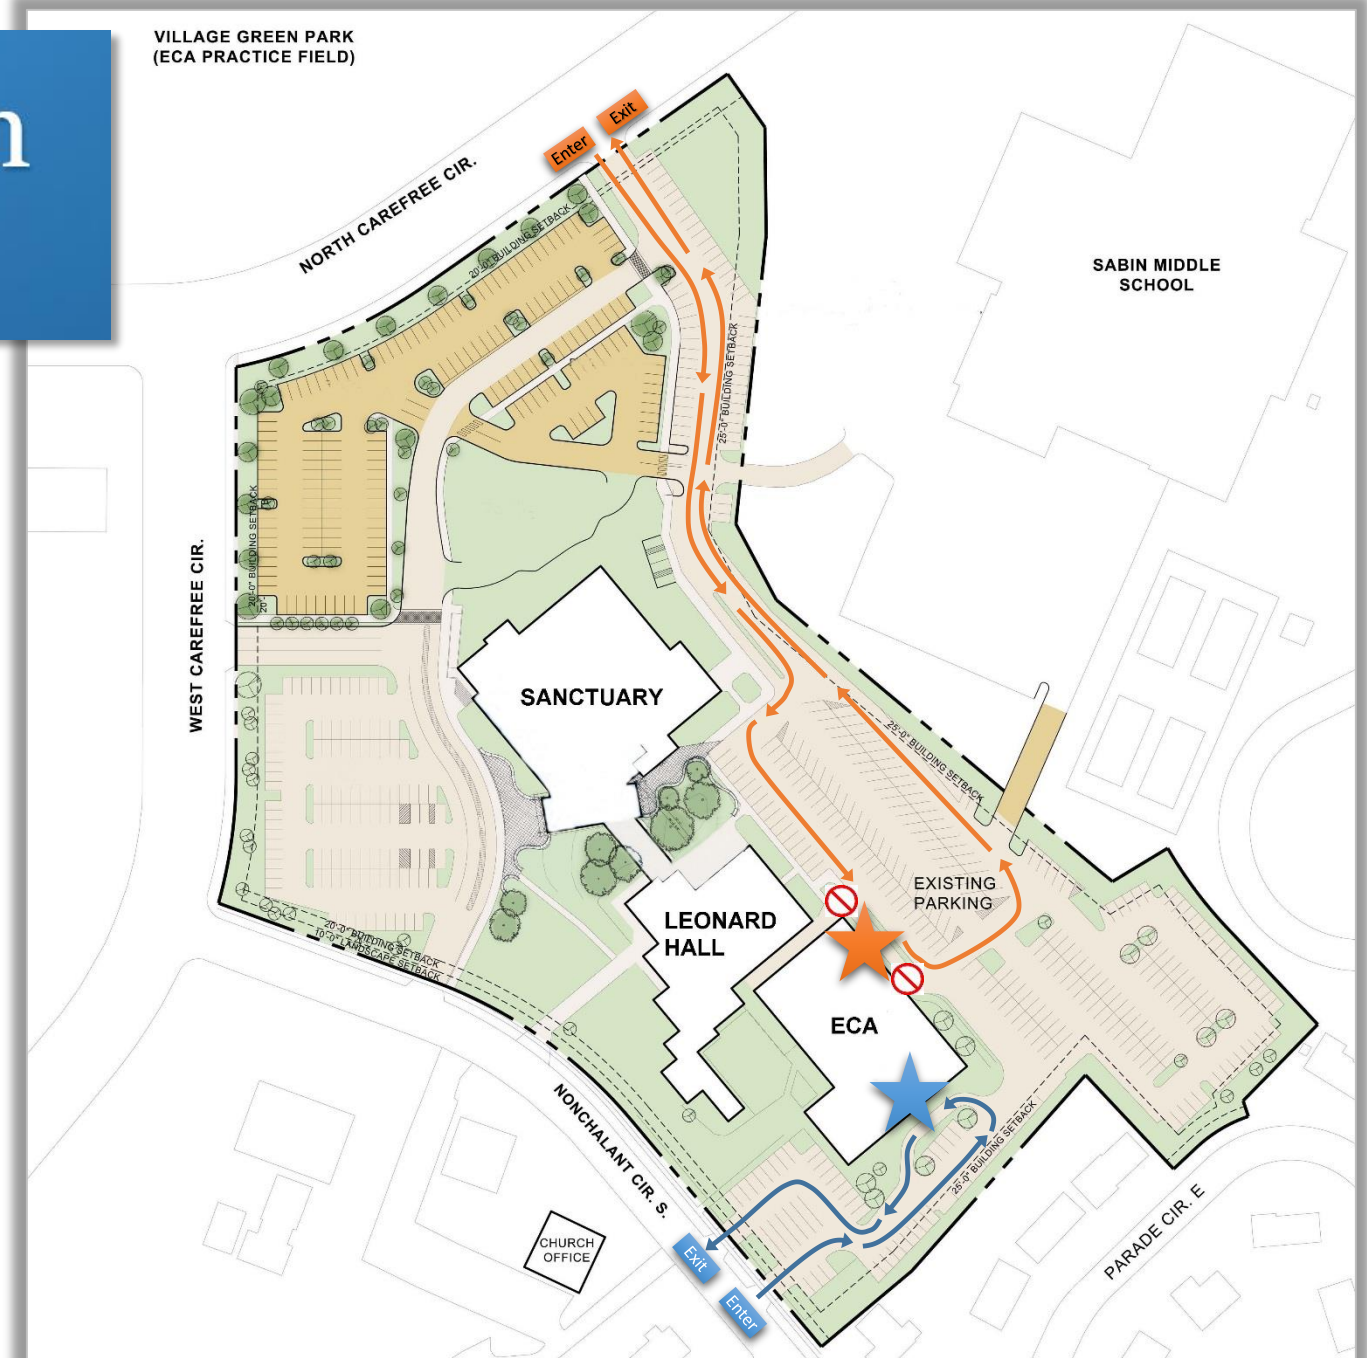 VILLAGE GREEN PARK
(ECA PRACTICE FIELD)
n
Exit
Enter
NORTH CAREFREE CIR.
20'-0" BUILDING SETBACK
SABIN MIDDLE
SCHOOL
25'-0" BUILDING SETBACK
20'-0" BUILDING SETBACK
WEST CAREFREE CIR.
SANCTUARY
25'-0" BUILDING SETBACK
EXISTING
PARKING
LEONARD
HALL
20'-0" BUILDING SETBACK
10'-0" LANDSCAPE SETBACK
ECA
NONCHALANT CIR. S.
25'-0" BUILDING SETBACK
PARADE CIR. E
CHURCH
OFFICE
Exit
Enter